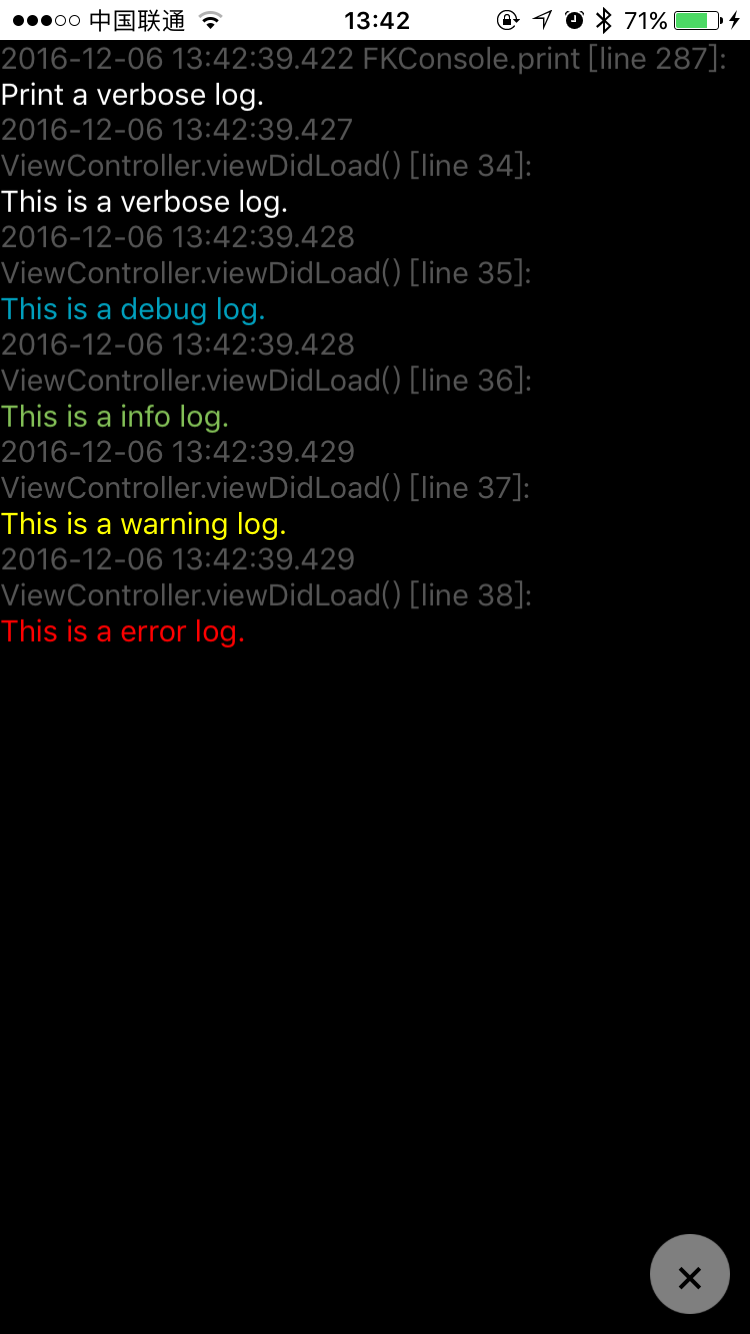 中国联通 13:42 71%
2016-12-06 13:42:39.422 FKConsole.print [line 287]:
Print a verbose log.
2016-12-06 13:42:39.427
ViewController.viewDidLoad() [line 34]:
This is a verbose log.
2016-12-06 13:42:39.428
ViewController.viewDidLoad() [line 35]:
This is a debug log.
2016-12-06 13:42:39.428
ViewController.viewDidLoad() [line 36]:
This is a info log.
2016-12-06 13:42:39.429
ViewController.viewDidLoad() [line 37]:
This is a warning log.
2016-12-06 13:42:39.429
ViewController.viewDidLoad() [line 38]:
This is a error log.